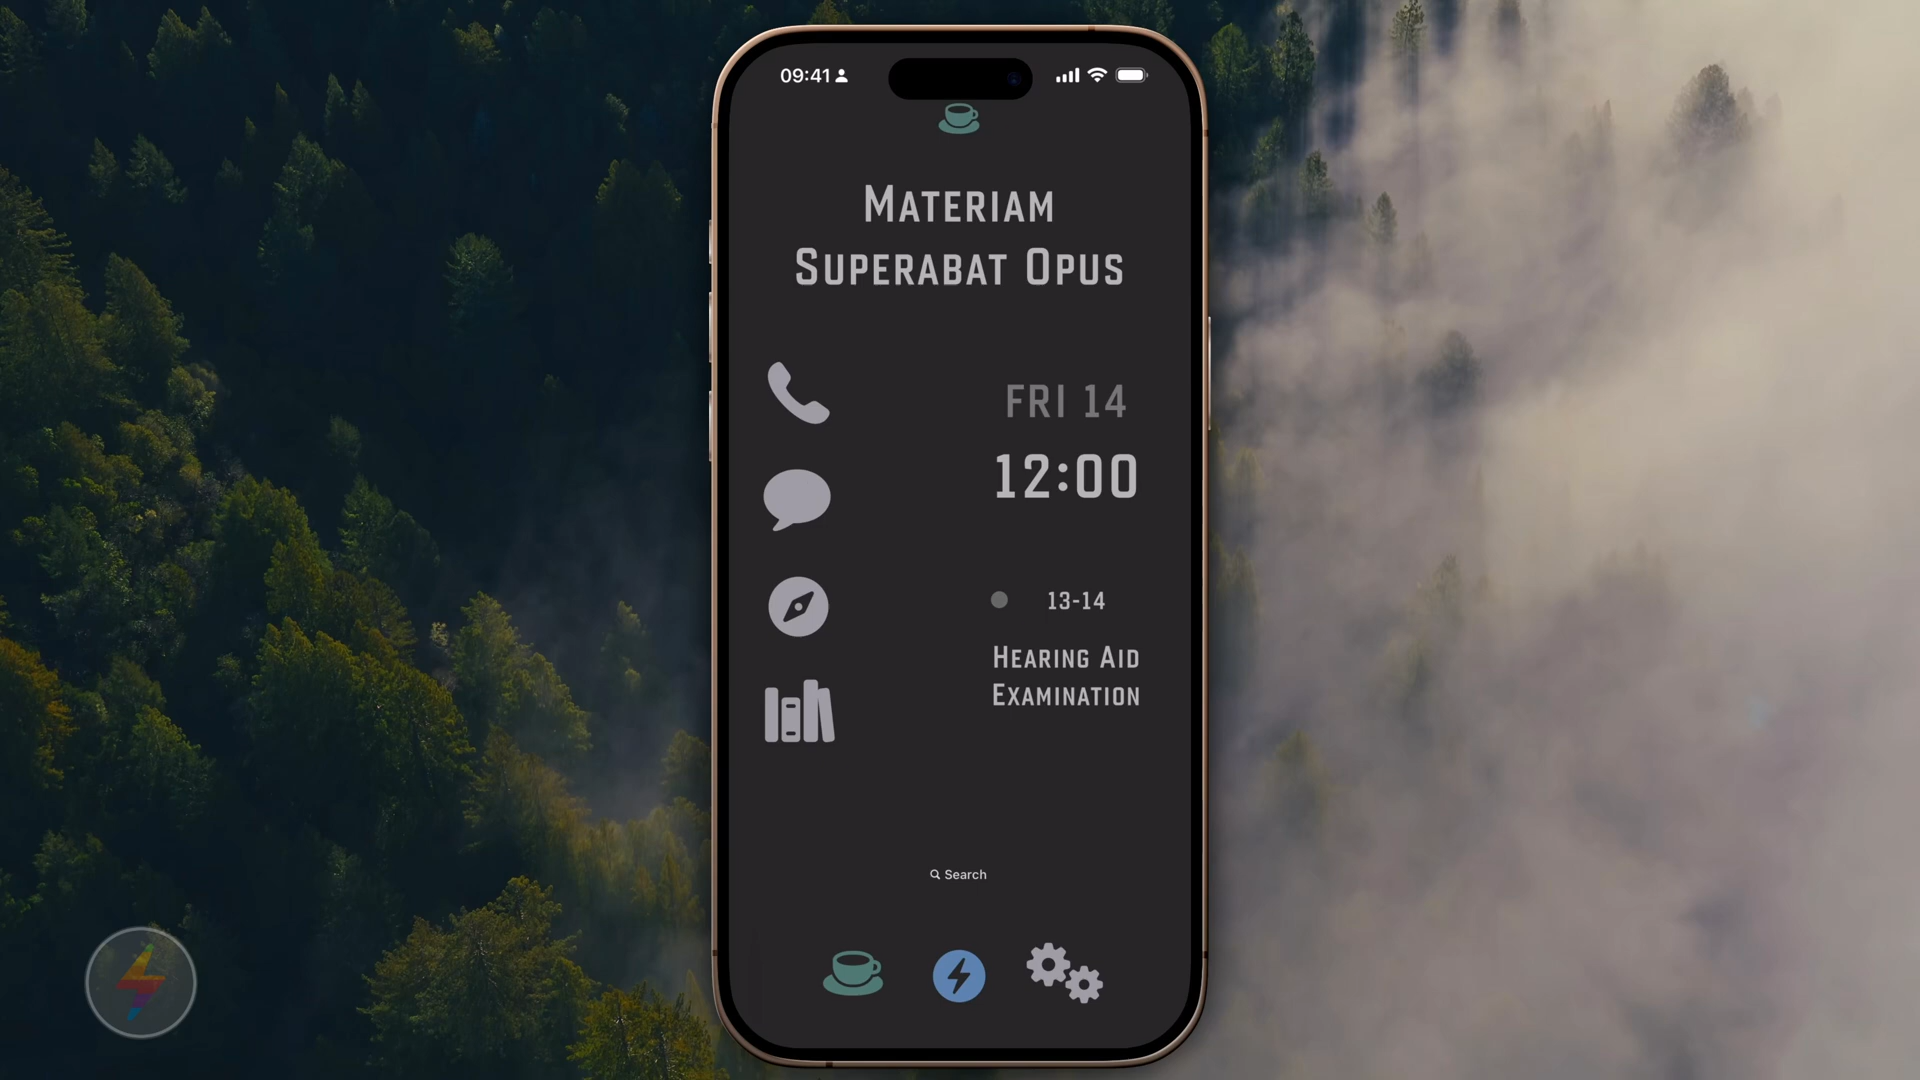 09:41
Materiam
Superabat Opus
FRI 14
12:00
13-14
Hearing Aid
Examination
Search